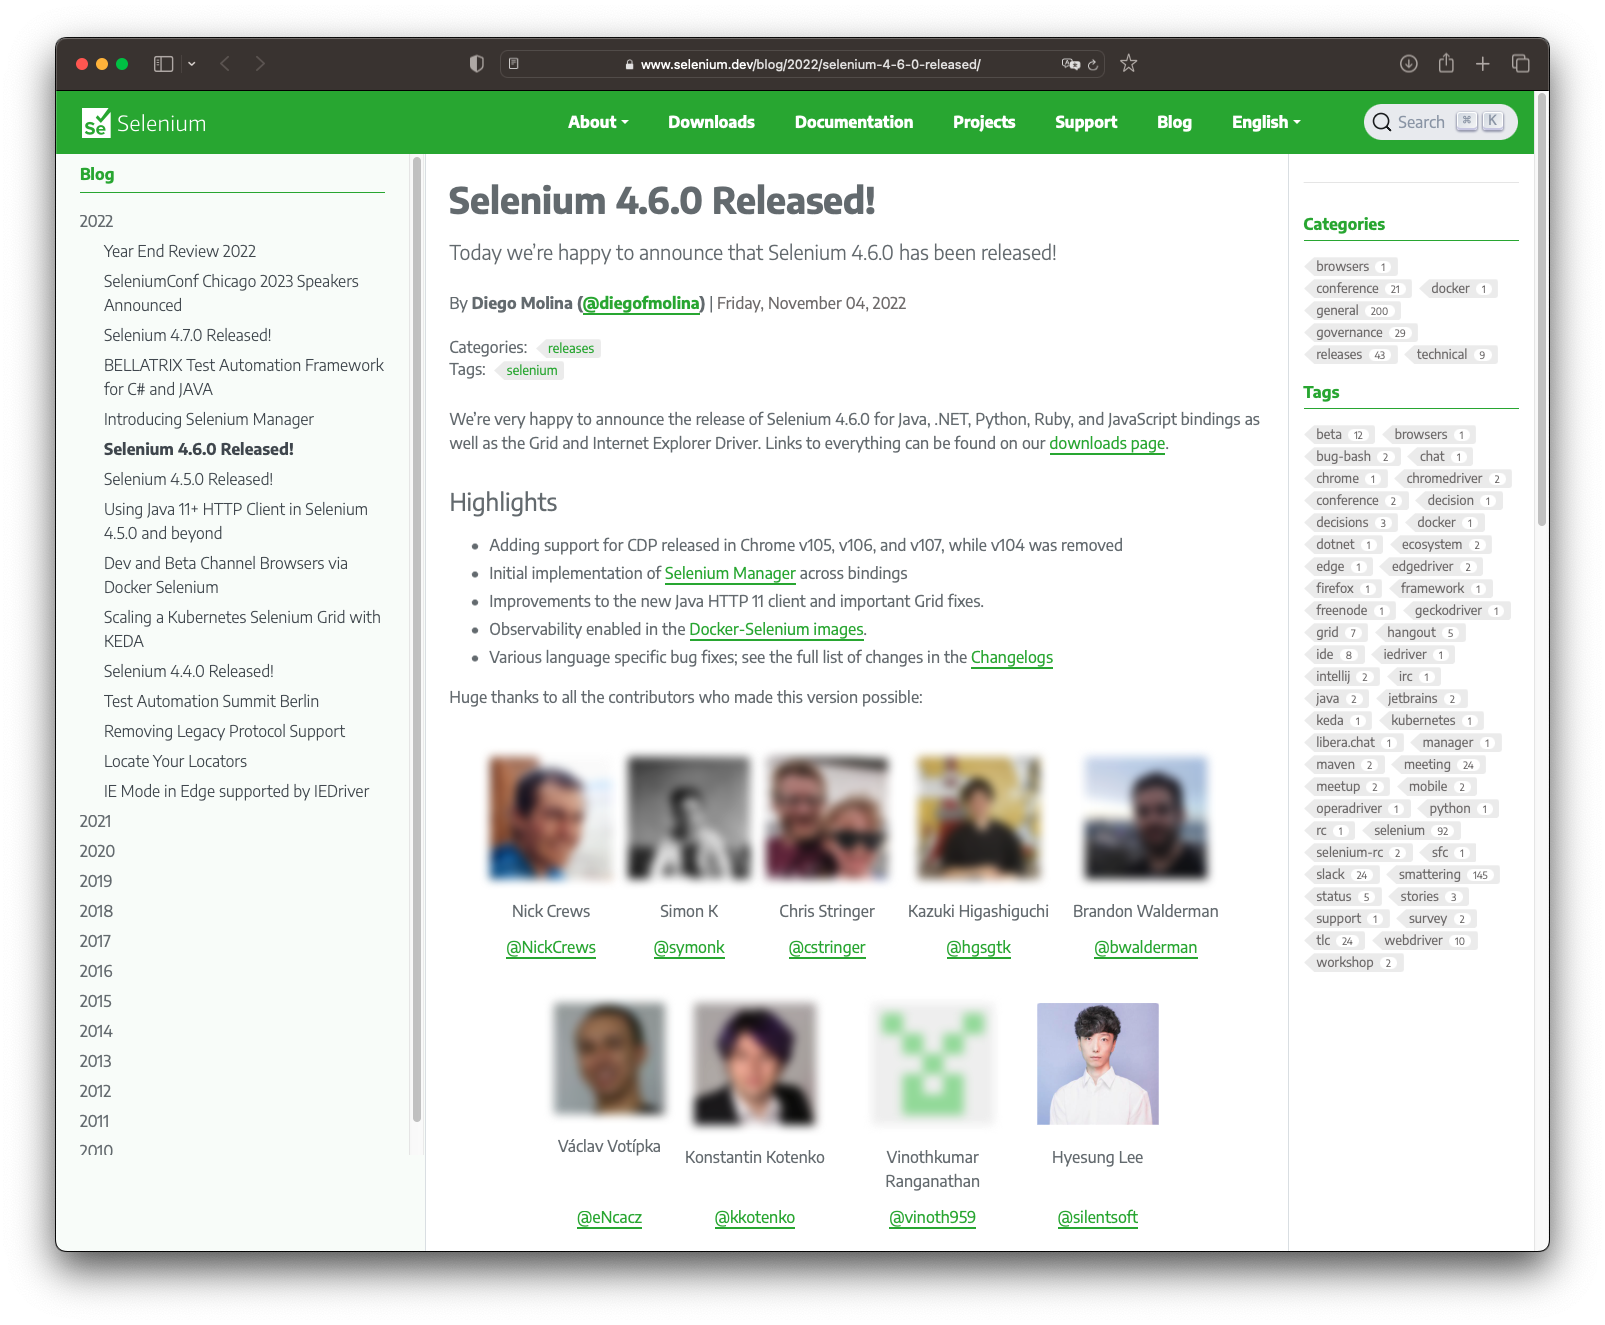 www.selenium.dev/blog/2022/selenium-4-6-0-released/
Se Selenium
About
Downloads
Documentation
Projects
Support
Blog
English
Search ⌘ K
Blog
2022
Year End Review 2022
SeleniumConf Chicago 2023 Speakers
Announced
Selenium 4.7.0 Released!
BELLATRIX Test Automation Framework
for C# and JAVA
Introducing Selenium Manager
Selenium 4.6.0 Released!
Selenium 4.5.0 Released!
Using Java 11+ HTTP Client in Selenium
4.5.0 and beyond
Dev and Beta Channel Browsers via
Docker Selenium
Scaling a Kubernetes Selenium Grid with
KEDA
Selenium 4.4.0 Released!
Test Automation Summit Berlin
Removing Legacy Protocol Support
Locate Your Locators
IE Mode in Edge supported by IEDriver
2021
2020
2019
2018
2017
2016
2015
2014
2013
2012
2011
2010
Selenium 4.6.0 Released!
Today we're happy to announce that Selenium 4.6.0 has been released!
By Diego Molina (@diegofmolina) | Friday, November 04, 2022
Categories: releases
Tags: selenium
We're very happy to announce the release of Selenium 4.6.0 for Java, .NET, Python, Ruby, and JavaScript bindings as
well as the Grid and Internet Explorer Driver. Links to everything can be found on our downloads page.
Highlights
• Adding support for CDP released in Chrome v105, v106, and v107, while v104 was removed
• Initial implementation of Selenium Manager across bindings
• Improvements to the new Java HTTP 11 client and important Grid fixes.
• Observability enabled in the Docker-Selenium images.
• Various language specific bug fixes; see the full list of changes in the Changelogs
Huge thanks to all the contributors who made this version possible:
Nick Crews
Simon K
Chris Stringer
Kazuki Higashiguchi
Brandon Walderman
@NickCrews
@symonk
@cstringer
@hgsgtk
@bwalderman
Václav Votípka
Konstantin Kotenko
Vinothkumar
Ranganathan
Hyesung Lee
@eNcacz
@kkotenko
@vinoth959
@silentsoft
Categories
browsers 1
conference 21 docker 1
general 200
governance 29
releases 43 technical 9
Tags
beta 12 browsers 1
bug-bash 2 chat 1
chrome 1 chromedriver 2
conference 2 decision 1
decisions 3 docker 1
dotnet 1 ecosystem 2
edge 1 edgedriver 2
firefox 1 framework 1
freenode 1 geckodriver 1
grid 7 hangout 5
ide 8 iedriver 1
intellij 2 irc 1
java 2 jetbrains 2
keda 1 kubernetes 1
libera.chat 1 manager 1
maven 2 meeting 24
meetup 2 mobile 2
operadriver 1 python 1
rc 1 selenium 92
selenium-rc 2 sfc 1
slack 24 smattering 145
status 5 stories 3
support 1 survey 2
tlc 24 webdriver 10
workshop 2